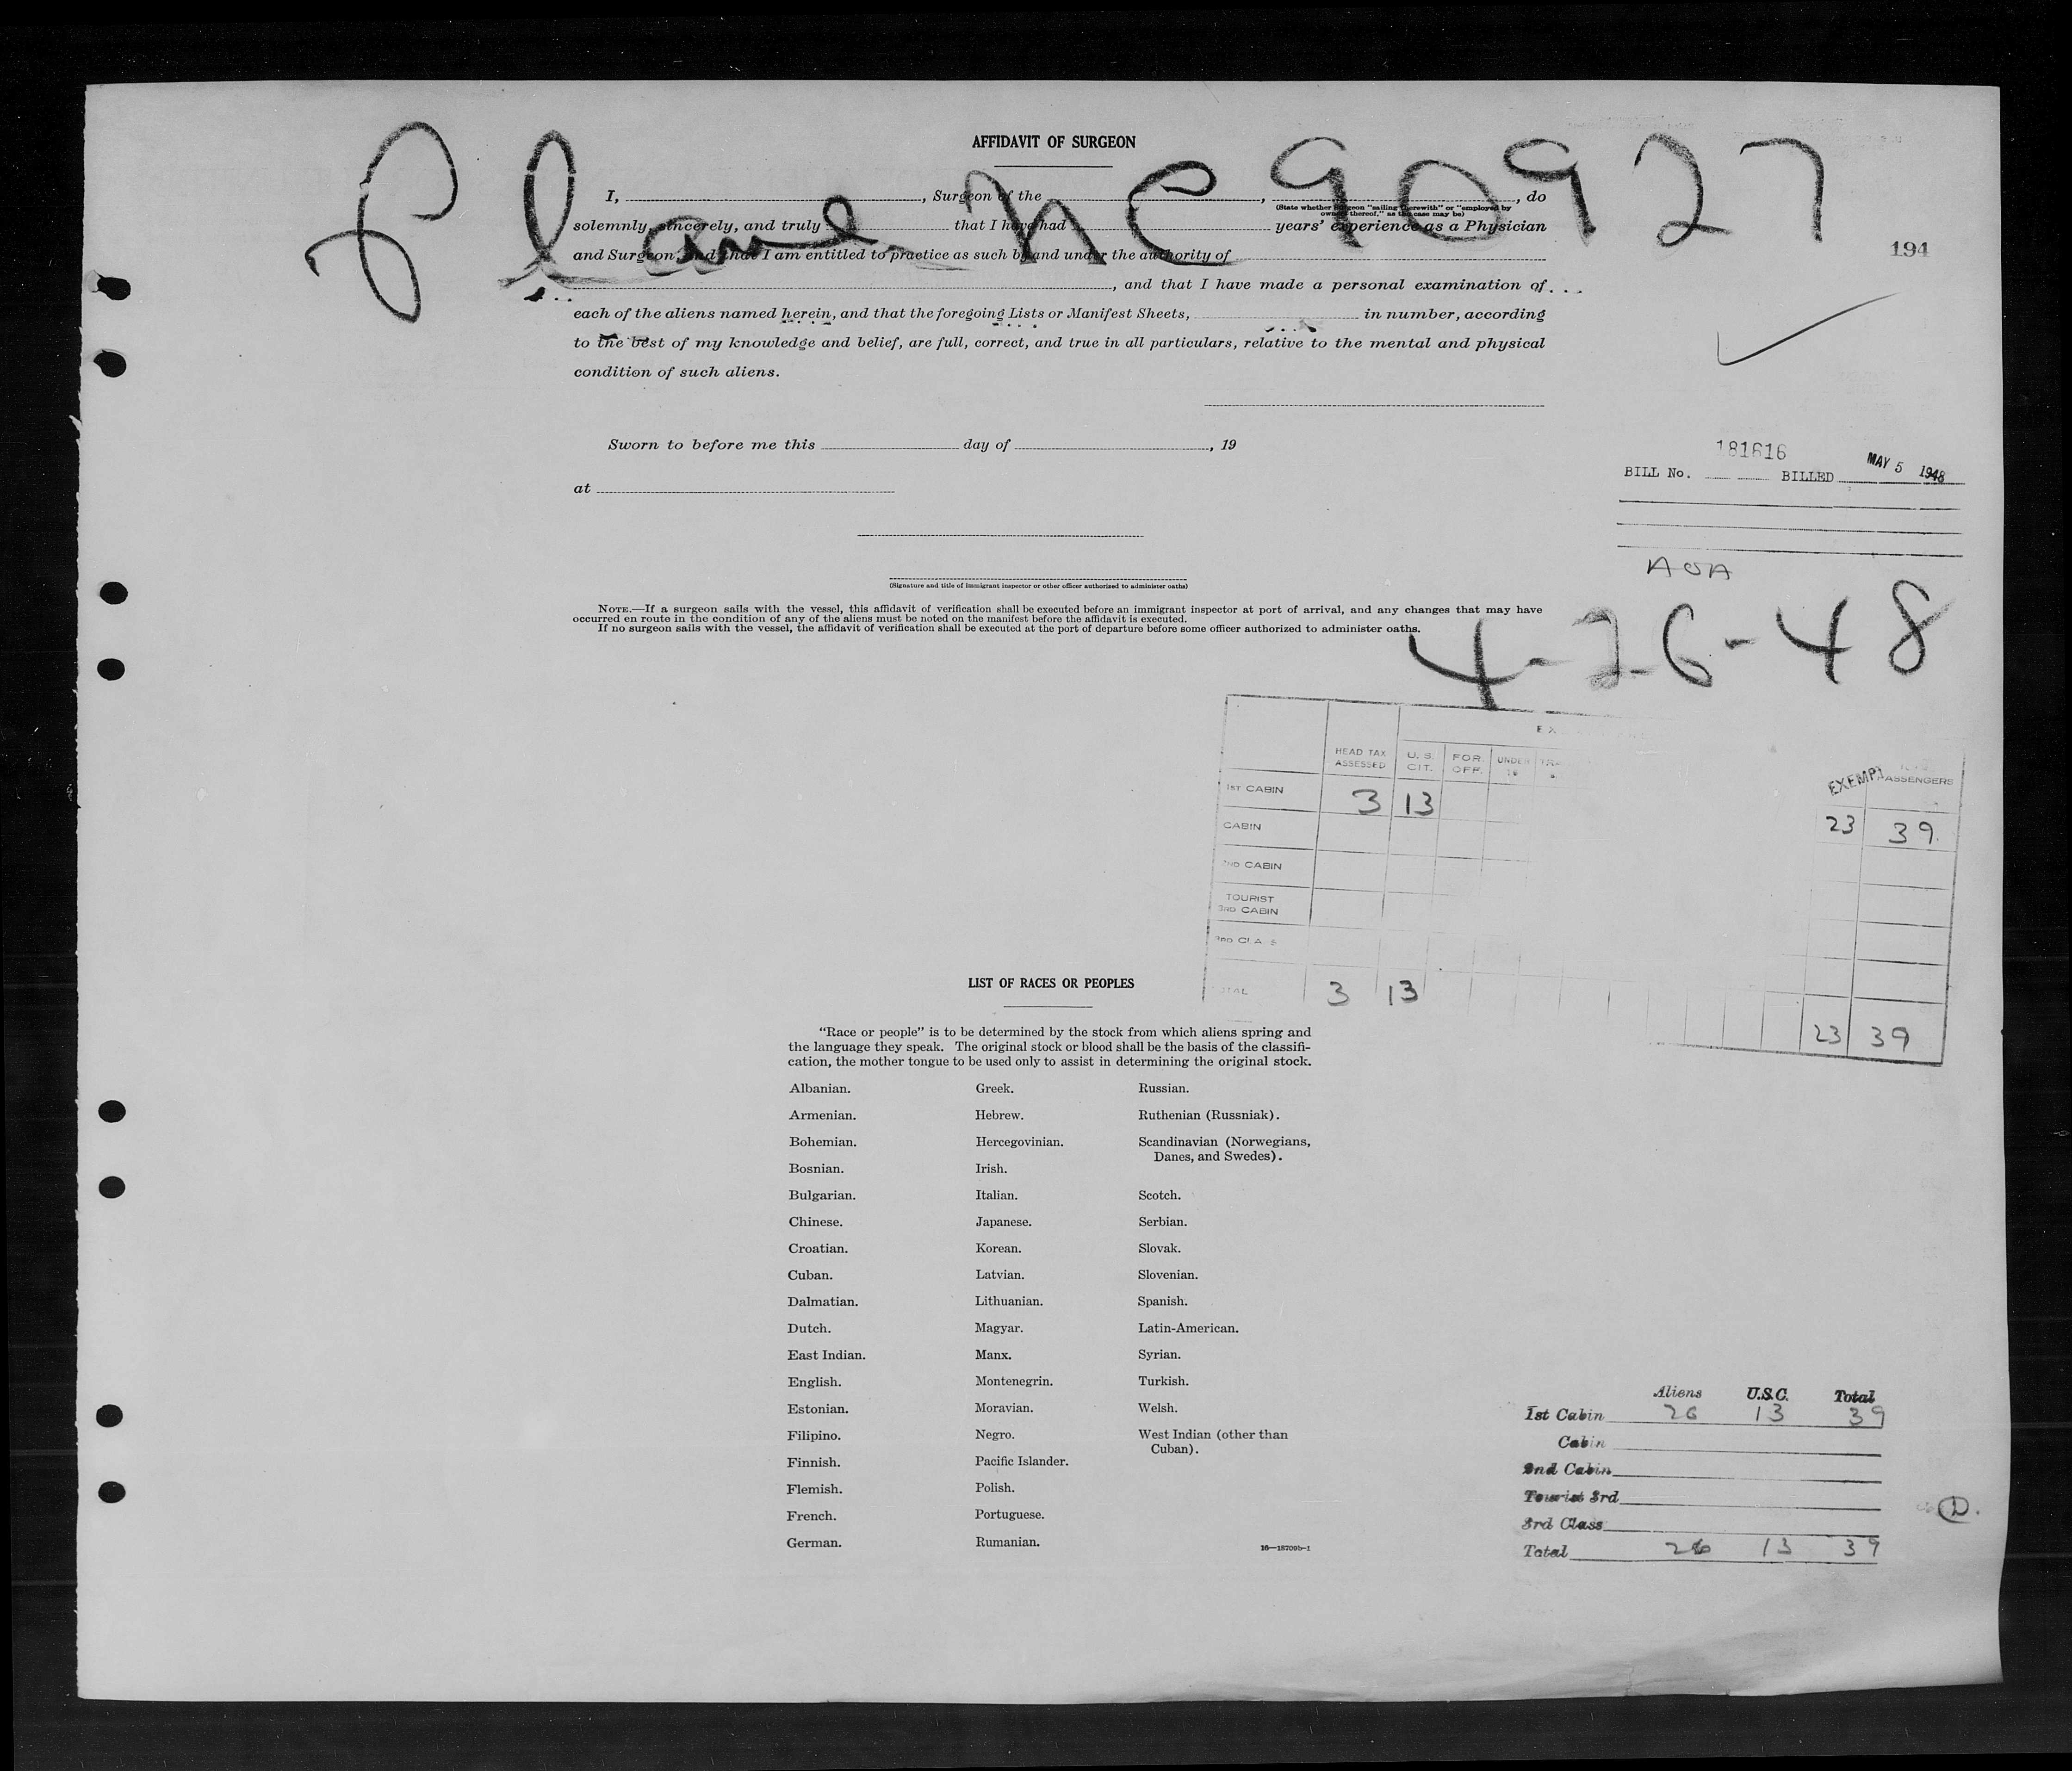 Plane NC 90927
AFFIDAVIT OF SURGEON
I, , Surgeon of the , , do
(State whether surgeon "sailing therewith" or "employed by
owners thereof," as the case may be)
solemnly, sincerely, and truly that I have had years' experience as a Physician
and Surgeon, and that I am entitled to practice as such by and under the authority of
194
, and that I have made a personal examination of
each of the aliens named herein, and that the foregoing Lists or Manifest Sheets, in number, according
to the best of my knowledge and belief, are full, correct, and true in all particulars, relative to the mental and physical
condition of such aliens.
Sworn to before me this day of , 19
at
181616
BILL No. BILLED MAY 5 1948
AOA
(Signature and title of immigrant inspector or other officer authorized to administer oaths)
NOTE.—If a surgeon sails with the vessel, this affidavit of verification shall be executed before an immigrant inspector at port of arrival, and any changes that may have
occurred en route in the condition of any of the aliens must be noted on the manifest before the affidavit is executed.
If no surgeon sails with the vessel, the affidavit of verification shall be executed at the port of departure before some officer authorized to administer oaths.
4-26-48
HEAD TAX ASSESSED U. S. CIT. FOR. OFF. UNDER 16 EXEMPT PASSENGERS
1ST CABIN 3 13 23 39
CABIN
2ND CABIN
TOURIST
3RD CABIN
3RD CLASS
TOTAL 3 13 23 39
LIST OF RACES OR PEOPLES
"Race or people" is to be determined by the stock from which aliens spring and
the language they speak. The original stock or blood shall be the basis of the classifi-
cation, the mother tongue to be used only to assist in determining the original stock.
Albanian.
Armenian.
Bohemian.
Bosnian.
Bulgarian.
Chinese.
Croatian.
Cuban.
Dalmatian.
Dutch.
East Indian.
English.
Estonian.
Filipino.
Finnish.
Flemish.
French.
German.
Greek.
Hebrew.
Hercegovinian.
Irish.
Italian.
Japanese.
Korean.
Latvian.
Lithuanian.
Magyar.
Manx.
Montenegrin.
Moravian.
Negro.
Pacific Islander.
Polish.
Portuguese.
Rumanian.
Russian.
Ruthenian (Russniak).
Scandinavian (Norwegians,
Danes, and Swedes).
Scotch.
Serbian.
Slovak.
Slovenian.
Spanish.
Latin-American.
Syrian.
Turkish.
Welsh.
West Indian (other than
Cuban).
16—18709b-1
Aliens U.S.C. Total
1st Cabin 26 13 39
Cabin
2nd Cabin
Tourist 3rd
3rd Class
Total 26 13 39
D.